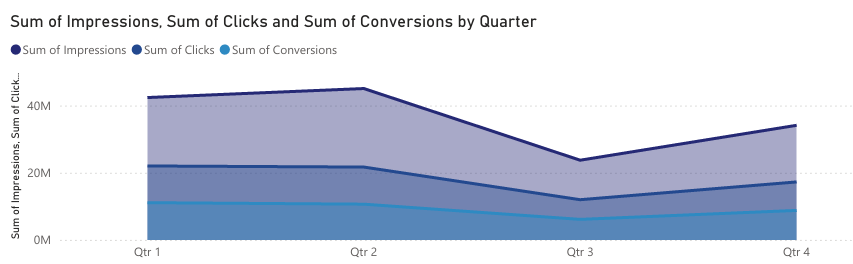 Sum of Impressions, Sum of Clicks and Sum of Conversions by Quarter
Sum of Impressions Sum of Clicks Sum of Conversions
Sum of Impressions, Sum of Click...
40M
20M
0M
Qtr 1 Qtr 2 Qtr 3 Qtr 4